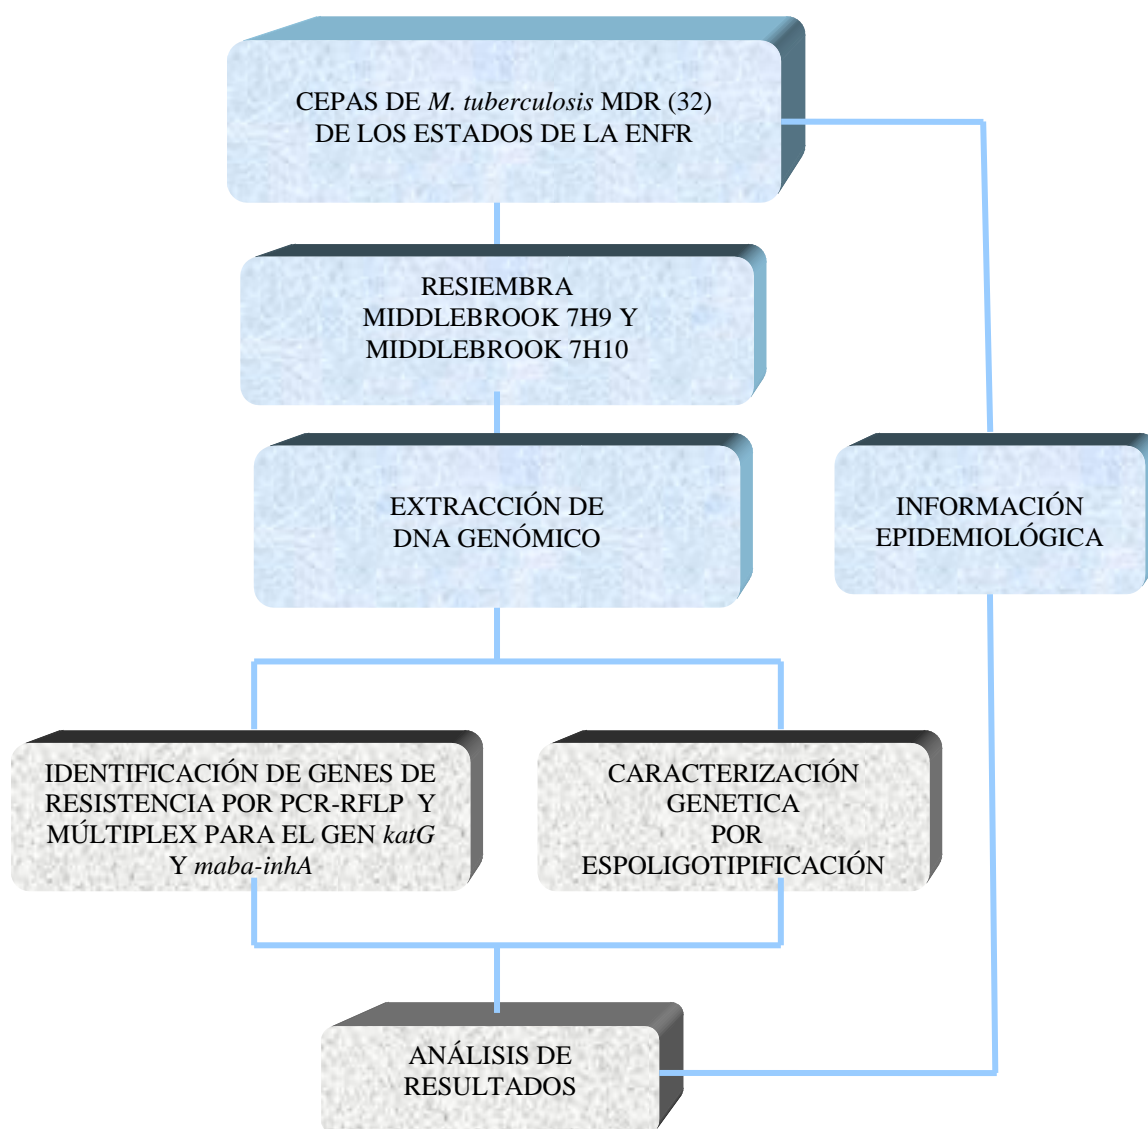 CEPAS DE M. tuberculosis MDR (32)
DE LOS ESTADOS DE LA ENFR
RESIEMBRA
MIDDLEBROOK 7H9 Y
MIDDLEBROOK 7H10
EXTRACCIÓN DE
DNA GENÓMICO
INFORMACIÓN
EPIDEMIOLÓGICA
IDENTIFICACIÓN DE GENES DE
RESISTENCIA POR PCR-RFLP Y
MÚLTIPLEX PARA EL GEN katG
Y maba-inhA
CARACTERIZACIÓN
GENETICA
POR
ESPOLIGOTIPIFICACIÓN
ANÁLISIS DE
RESULTADOS